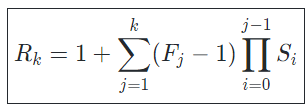 R_k = 1 + \sum_{j=1}^{k} (F_j - 1) \prod_{i=0}^{j-1} S_i